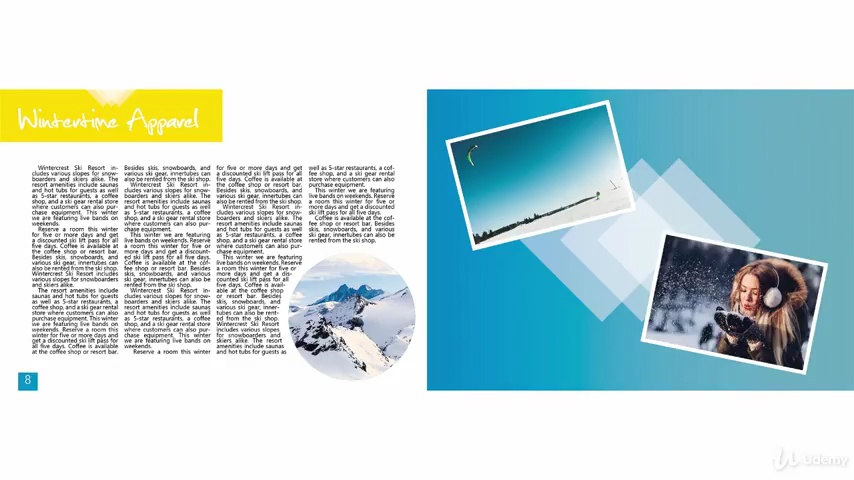 Wintertime Apparel
Wintercrest Ski Resort in-
cludes various slopes for snow-
boarders and skiers alike. The
resort amenities include saunas
and hot tubs for guests as well
as 5-star restaurants, a coffee
shop, and a ski gear rental store
where customers can also pur-
chase equipment. This winter
we are featuring live bands on
weekends.
Reserve a room this winter
for five or more days and get
a discounted ski lift pass for all
five days. Coffee is available at
the coffee shop or resort bar.
Besides skis, snowboards, and
various ski gear, innertubes can
also be rented from the ski shop.
Wintercrest Ski Resort includes
various slopes for snowboarders
and skiers alike.
The resort amenities include
saunas and hot tubs for guests
as well as 5-star restaurants, a
coffee shop, and a ski gear rental
store where customers can also
purchase equipment. This winter
we are featuring live bands on
weekends. Reserve a room this
winter for five or more days and
get a discounted ski lift pass for
all five days. Coffee is available
at the coffee shop or resort bar.
Besides skis, snowboards, and
various ski gear, innertubes can
also be rented from the ski shop.
Wintercrest Ski Resort in-
cludes various slopes for snow-
boarders and skiers alike. The
resort amenities include saunas
and hot tubs for guests as well
as 5-star restaurants, a coffee
shop, and a ski gear rental store
where customers can also pur-
chase equipment.
This winter we are featuring
live bands on weekends. Reserve
a room this winter for five or
more days and get a discount-
ed ski lift pass for all five days.
Coffee is available at the cof-
fee shop or resort bar. Besides
skis, snowboards, and various
ski gear, innertubes can also be
rented from the ski shop.
Wintercrest Ski Resort in-
cludes various slopes for snow-
boarders and skiers alike. The
resort amenities include saunas
and hot tubs for guests as well
as 5-star restaurants, a coffee
shop, and a ski gear rental store
where customers can also pur-
chase equipment. This winter
we are featuring live bands on
weekends.
Reserve a room this winter
for five or more days and get
a discounted ski lift pass for all
five days. Coffee is available at
the coffee shop or resort bar.
Besides skis, snowboards, and
various ski gear, innertubes can
also be rented from the ski shop.
Wintercrest Ski Resort in-
cludes various slopes for snow-
boarders and skiers alike. The
resort amenities include saunas
and hot tubs for guests as well
as 5-star restaurants, a coffee
shop, and a ski gear rental store
where customers can also pur-
chase equipment.
This winter we are featuring
live bands on weekends. Reserve
a room this winter for five or
more days and get a dis-
counted ski lift pass for all
five days. Coffee is avail-
able at the coffee shop
or resort bar. Besides
skis, snowboards, and
various ski gear, inner-
tubes can also be rent-
ed from the ski shop.
Wintercrest Ski Resort
includes various slopes
for snowboarders and
skiers alike. The resort
amenities include saunas
and hot tubs for guests as
well as 5-star restaurants, a cof-
fee shop, and a ski gear rental
store where customers can also
purchase equipment.
This winter we are featuring
live bands on weekends. Reserve
a room this winter for five or
more days and get a discounted
ski lift pass for all five days.
Coffee is available at the cof-
fee shop or resort bar. Besides
skis, snowboards, and various
ski gear, innertubes can also be
rented from the ski shop.
8
Udemy